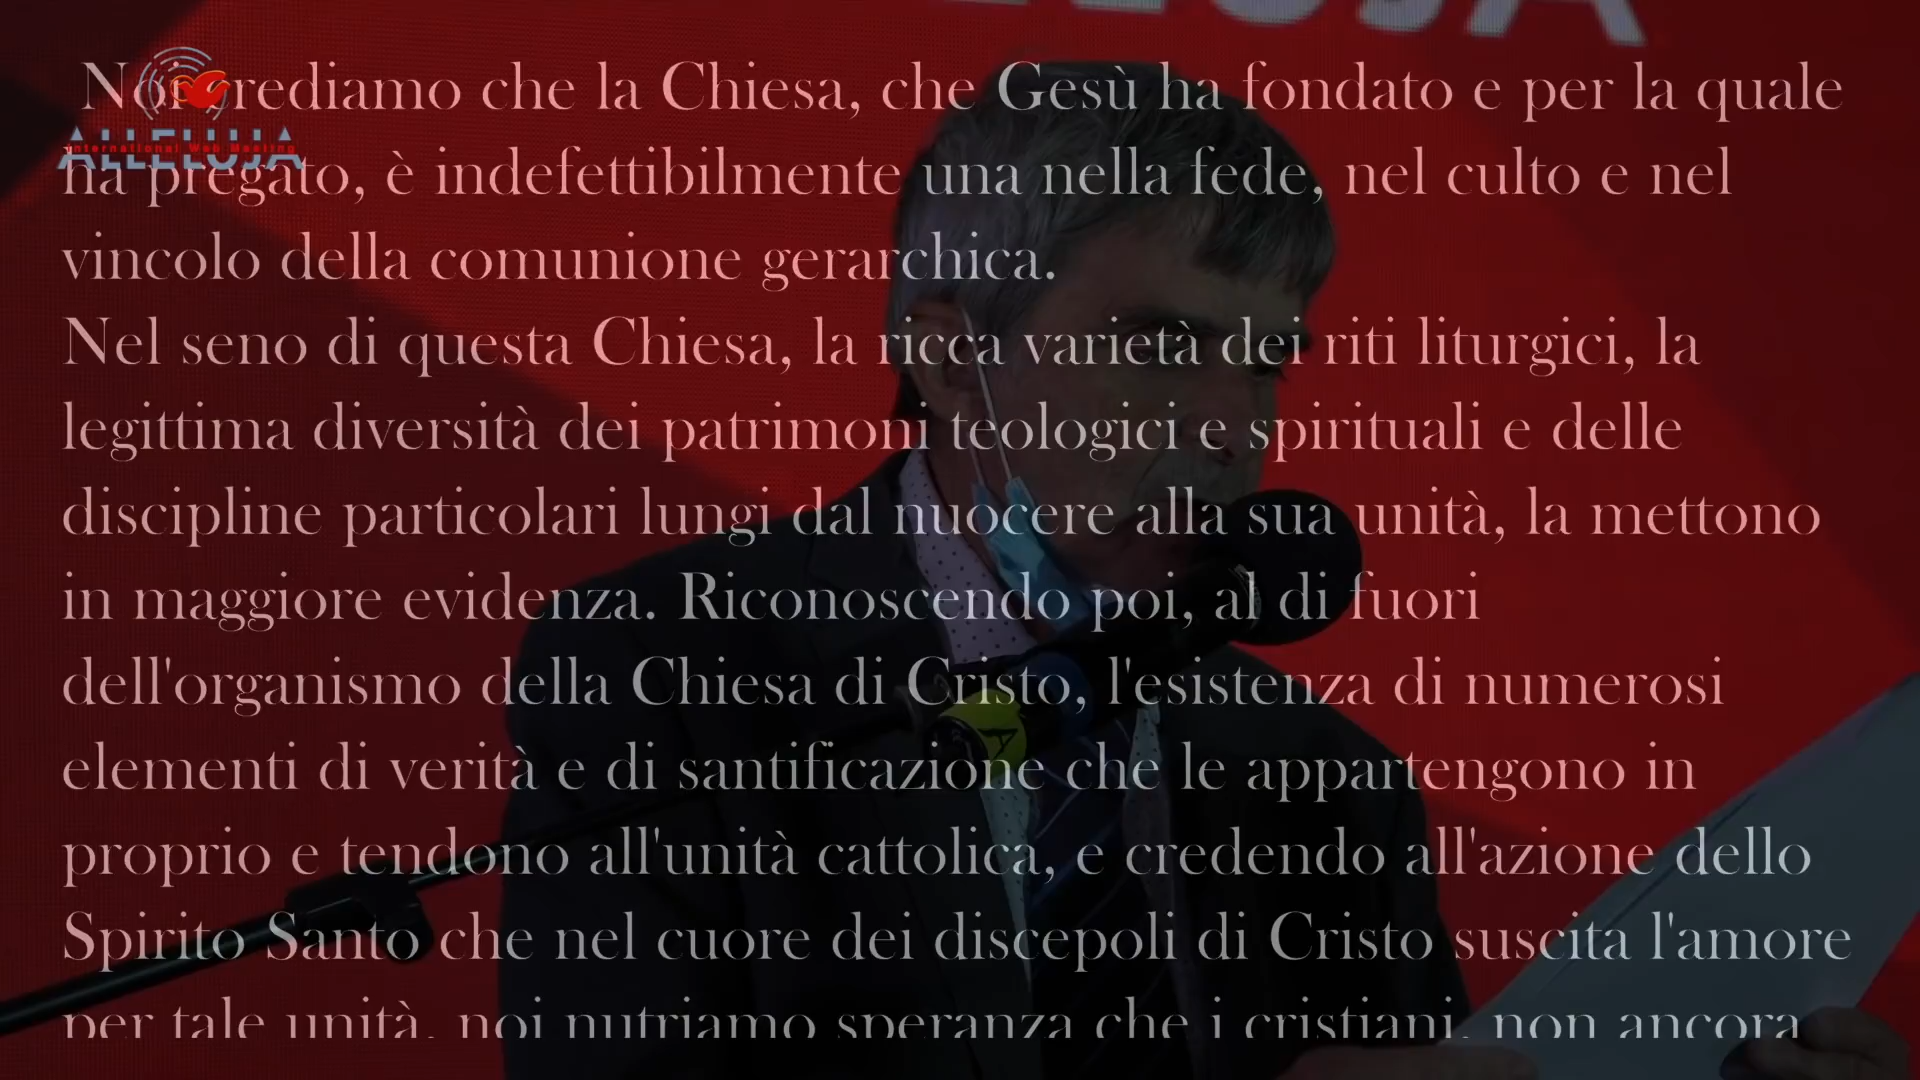 LELUJA
Noi crediamo che la Chiesa, che Gesù ha fondato e per la quale
ALLELUJA
International Web Meeting
ha pregato, è indefettibilmente una nella fede, nel culto e nel
vincolo della comunione gerarchica.
Nel seno di questa Chiesa, la ricca varietà dei riti liturgici, la
legittima diversità dei patrimoni teologici e spirituali e delle
discipline particolari lungi dal nuocere alla sua unità, la mettono
in maggiore evidenza. Riconoscendo poi, al di fuori
dell'organismo della Chiesa di Cristo, l'esistenza di numerosi
elementi di verità e di santificazione che le appartengono in
proprio e tendono all'unità cattolica, e credendo all'azione dello
Spirito Santo che nel cuore dei discepoli di Cristo suscita l'amore
per tale unità, noi nutriamo speranza che i cristiani, non ancora